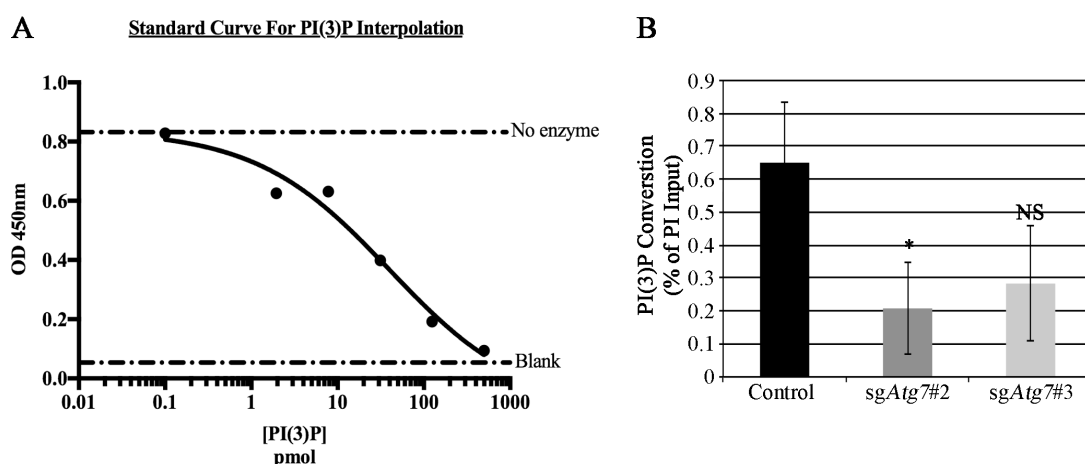 A
Standard Curve For PI(3)P Interpolation
1.0
0.8
0.6
0.4
0.2
0.0
OD 450nm
No enzyme
Blank
0.01
0.1
1
10
100
1000
[PI(3)P]
pmol
B
0.9
0.8
0.7
0.6
0.5
0.4
0.3
0.2
0.1
0
PI(3)P Converstion
(% of PI Input)
*
NS
Control
sgAtg7#2
sgAtg7#3